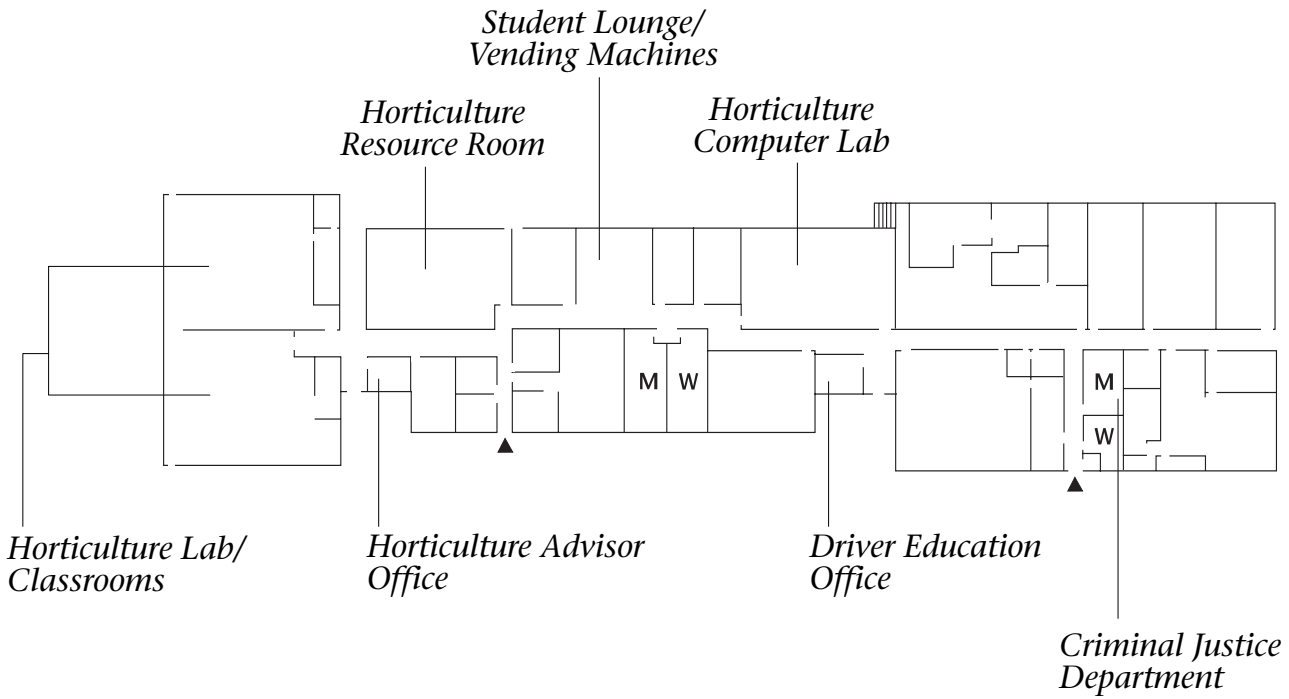 Student Lounge/
Vending Machines
Horticulture
Resource Room
Horticulture
Computer Lab
M
W
M
W
Horticulture Lab/
Classrooms
Horticulture Advisor
Office
Driver Education
Office
Criminal Justice
Department